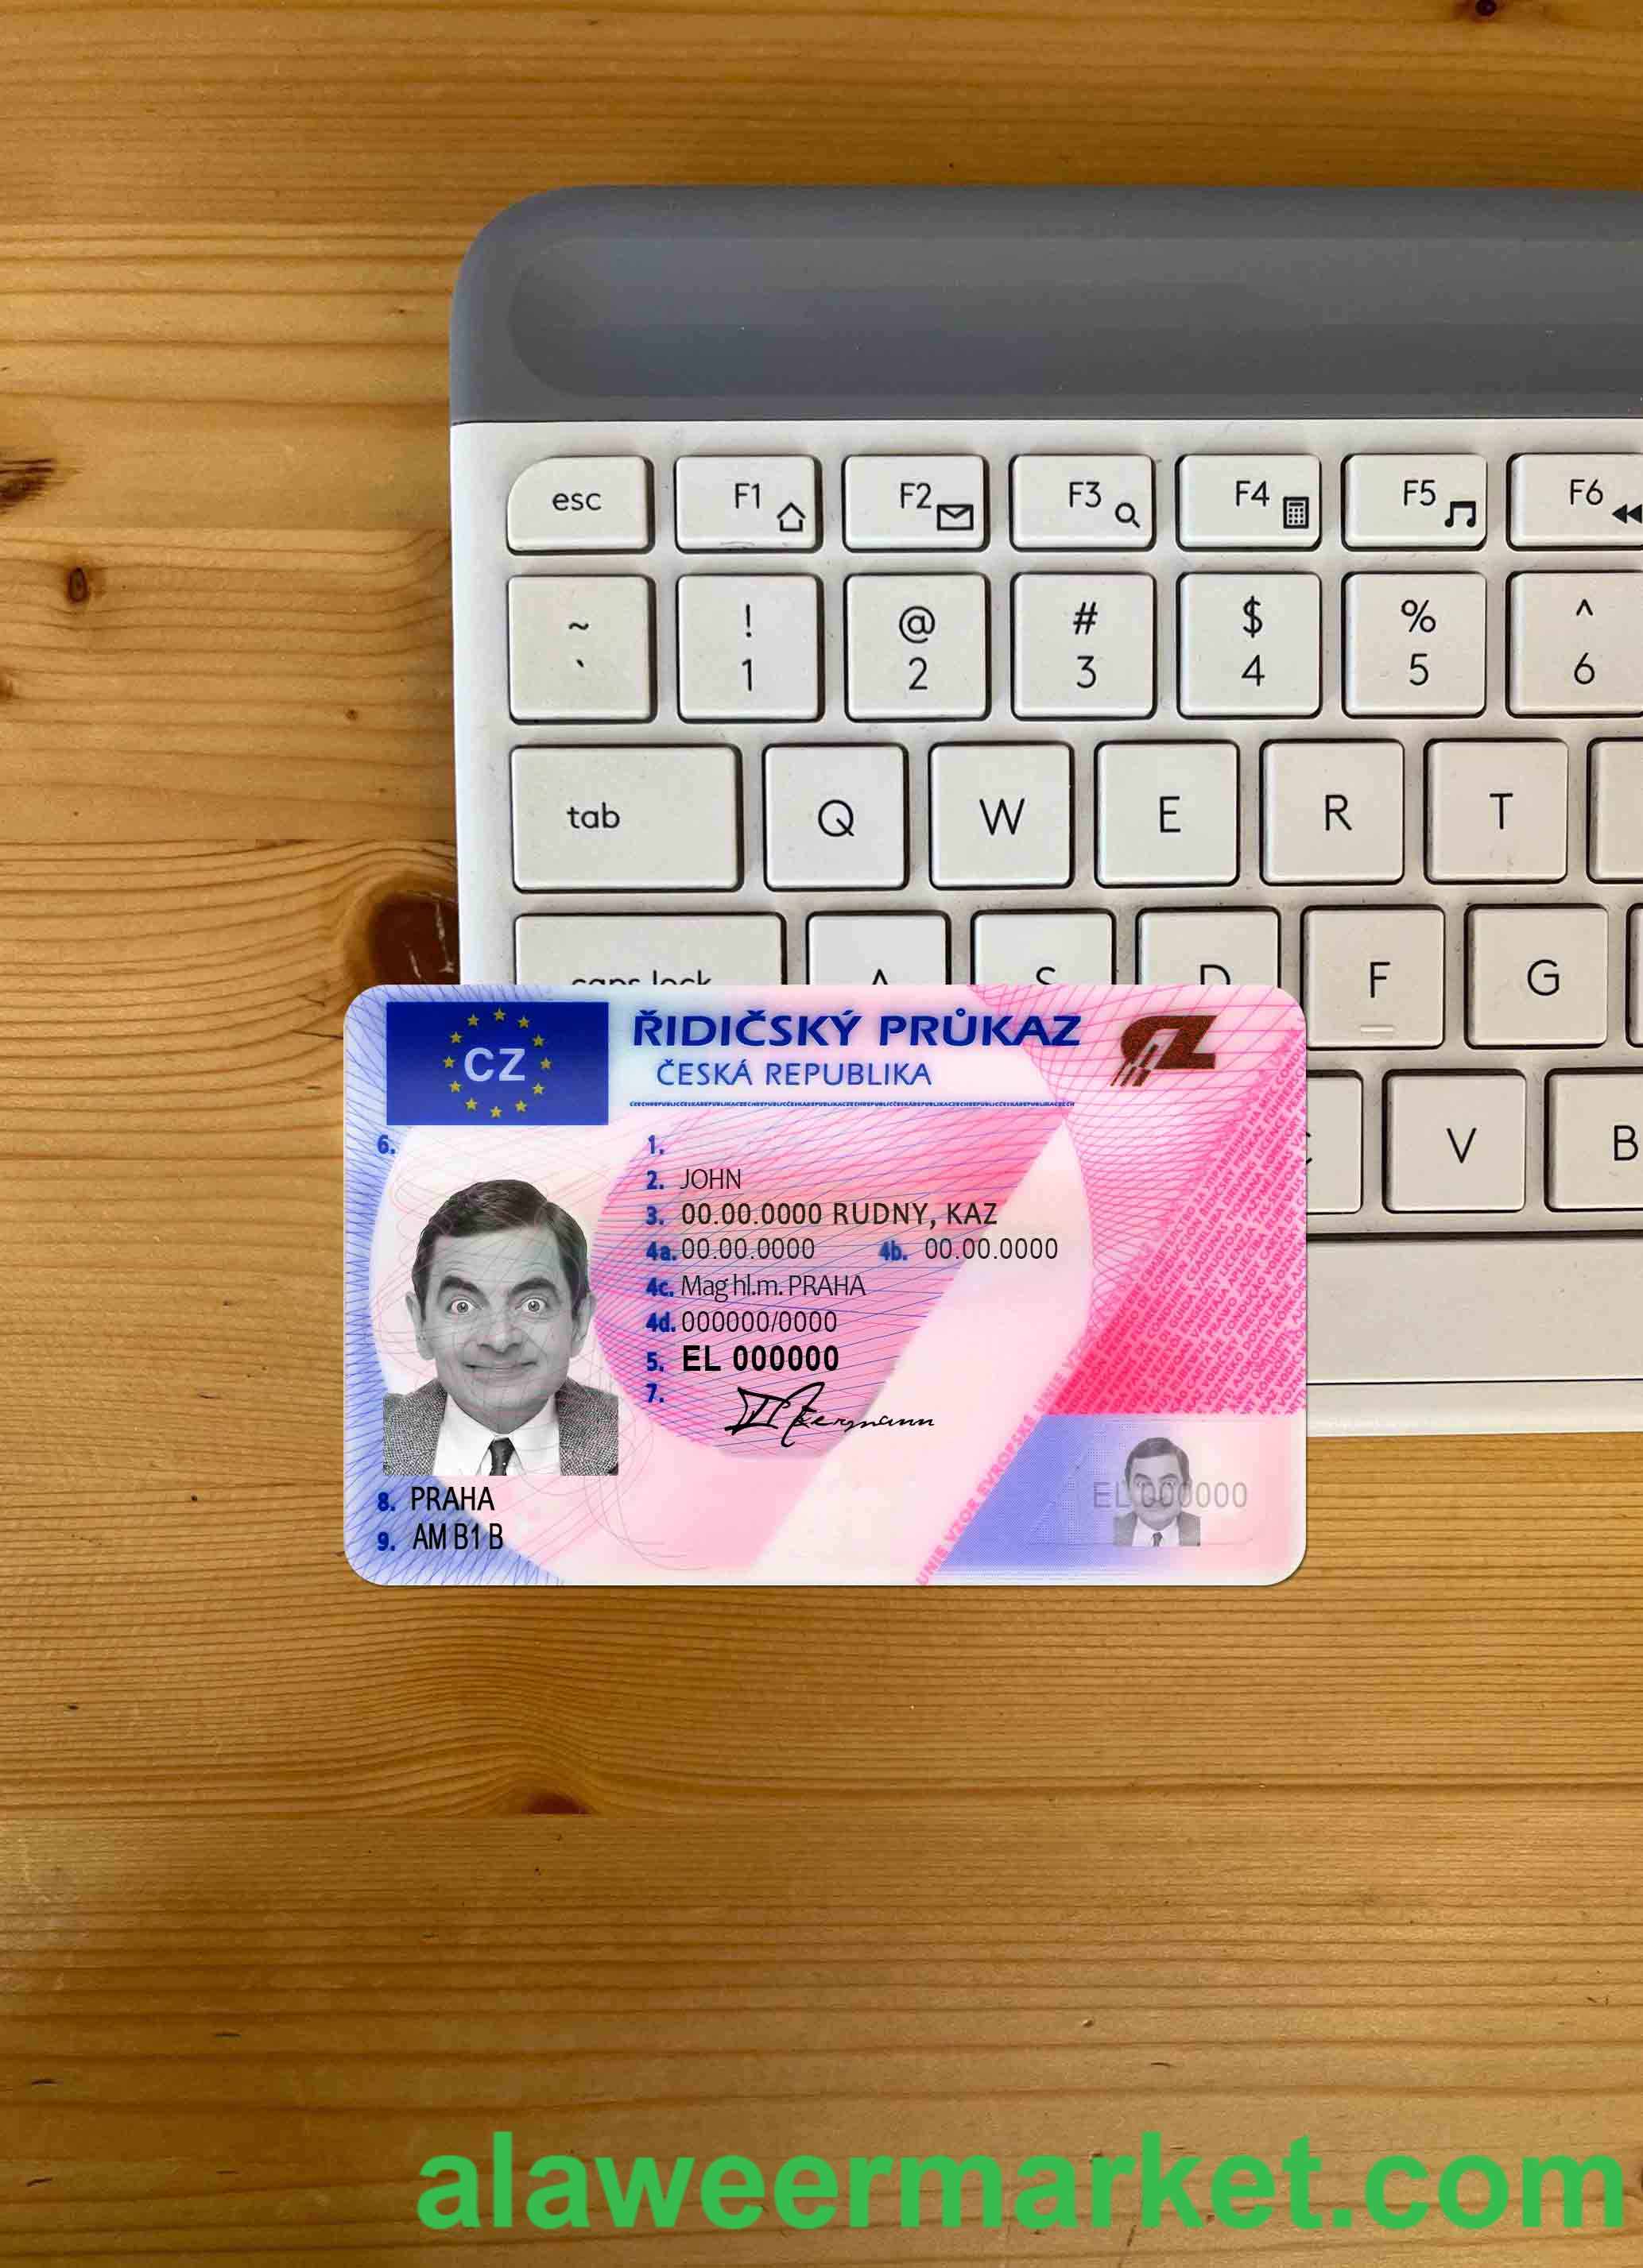 esc
F1
F2
F3
F4
F5
F6
~ ! @ # $ % ^
` 1 2 3 4 5 6
tab Q W E R T
caps lock A S D F G
V B
CZ
ŘIDIČSKÝ PRŮKAZ
ČESKÁ REPUBLIKA
6.
1.
2. JOHN
3. 00.00.0000 RUDNY, KAZ
4a. 00.00.0000 4b. 00.00.0000
4c. Mag hl.m. PRAHA
4d. 000000/0000
5. EL 000000
7.
8. PRAHA
9. AM B1 B
EL 000000
CZ
alaweermarket.com